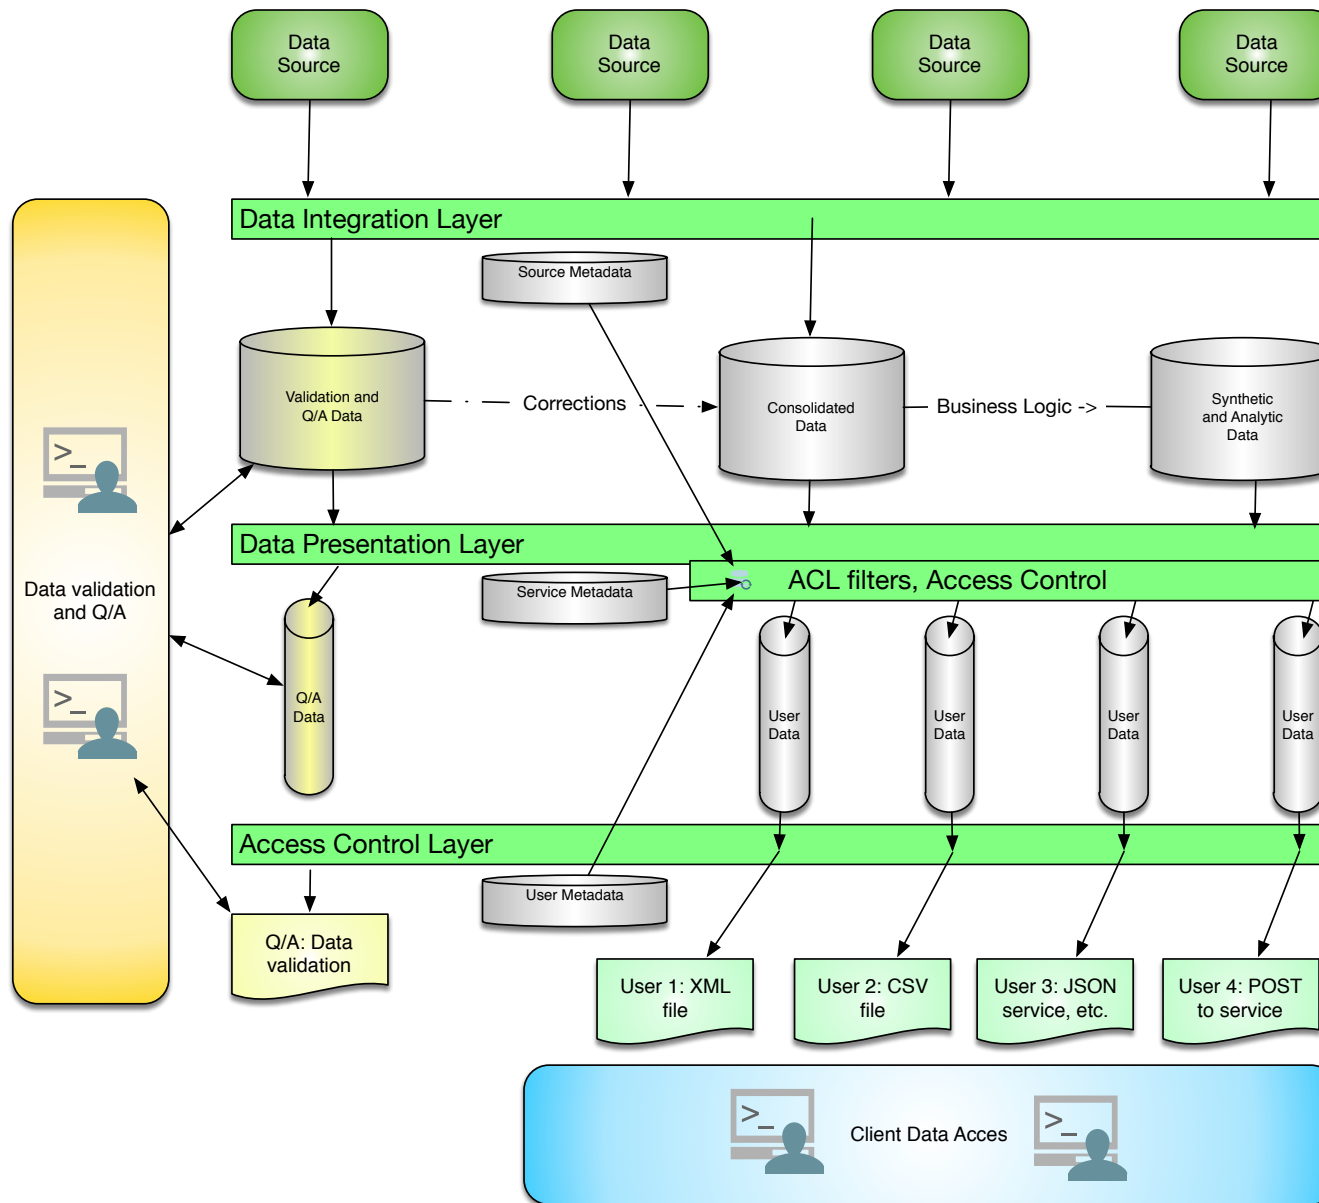 Data
Source
Data
Source
Data
Source
Data
Source
Data Integration Layer
Source Metadata
Validation and
Q/A Data
Corrections
Consolidated
Data
Business Logic ->
Synthetic
and Analytic
Data
>_
Data validation
and Q/A
>_
Data Presentation Layer
ACL filters, Access Control
Service Metadata
Q/A
Data
User
Data
User
Data
User
Data
User
Data
Access Control Layer
User Metadata
Q/A: Data
validation
User 1: XML
file
User 2: CSV
file
User 3: JSON
service, etc.
User 4: POST
to service
>_
Client Data Acces
>_